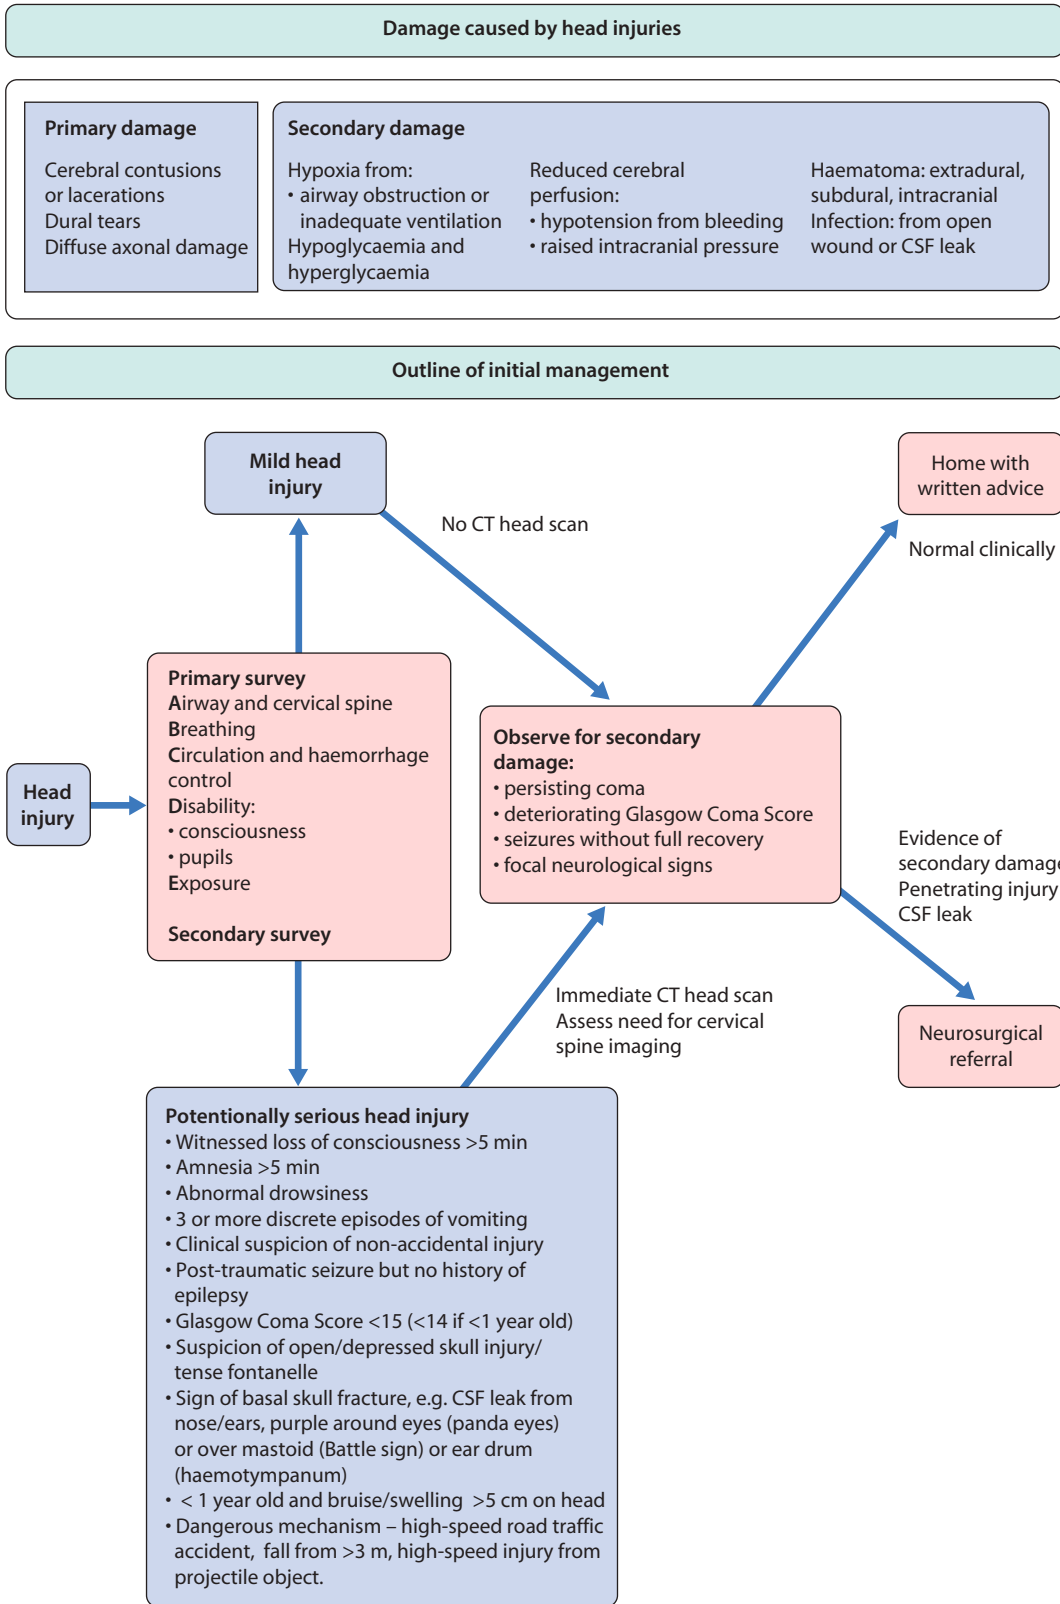 Damage caused by head injuries
Primary damage
Cerebral contusions
or lacerations
Dural tears
Diffuse axonal damage
Secondary damage
Hypoxia from:
• airway obstruction or
inadequate ventilation
Hypoglycaemia and
hyperglycaemia
Reduced cerebral
perfusion:
• hypotension from bleeding
• raised intracranial pressure
Haematoma: extradural,
subdural, intracranial
Infection: from open
wound or CSF leak
Outline of initial management
Mild head
injury
No CT head scan
Home with
written advice
Normal clinically
Head
injury
Primary survey
Airway and cervical spine
Breathing
Circulation and haemorrhage
control
Disability:
• consciousness
• pupils
Exposure
Secondary survey
Observe for secondary
damage:
• persisting coma
• deteriorating Glasgow Coma Score
• seizures without full recovery
• focal neurological signs
Evidence of
secondary damage
Penetrating injury
CSF leak
Immediate CT head scan
Assess need for cervical
spine imaging
Neurosurgical
referral
Potentially serious head injury
• Witnessed loss of consciousness >5 min
• Amnesia >5 min
• Abnormal drowsiness
• 3 or more discrete episodes of vomiting
• Clinical suspicion of non-accidental injury
• Post-traumatic seizure but no history of
epilepsy
• Glasgow Coma Score <15 (<14 if <1 year old)
• Suspicion of open/depressed skull injury/
tense fontanelle
• Sign of basal skull fracture, e.g. CSF leak from
nose/ears, purple around eyes (panda eyes)
or over mastoid (Battle sign) or ear drum
(haemotympanum)
• < 1 year old and bruise/swelling >5 cm on head
• Dangerous mechanism – high-speed road traffic
accident, fall from >3 m, high-speed injury from
projectile object.